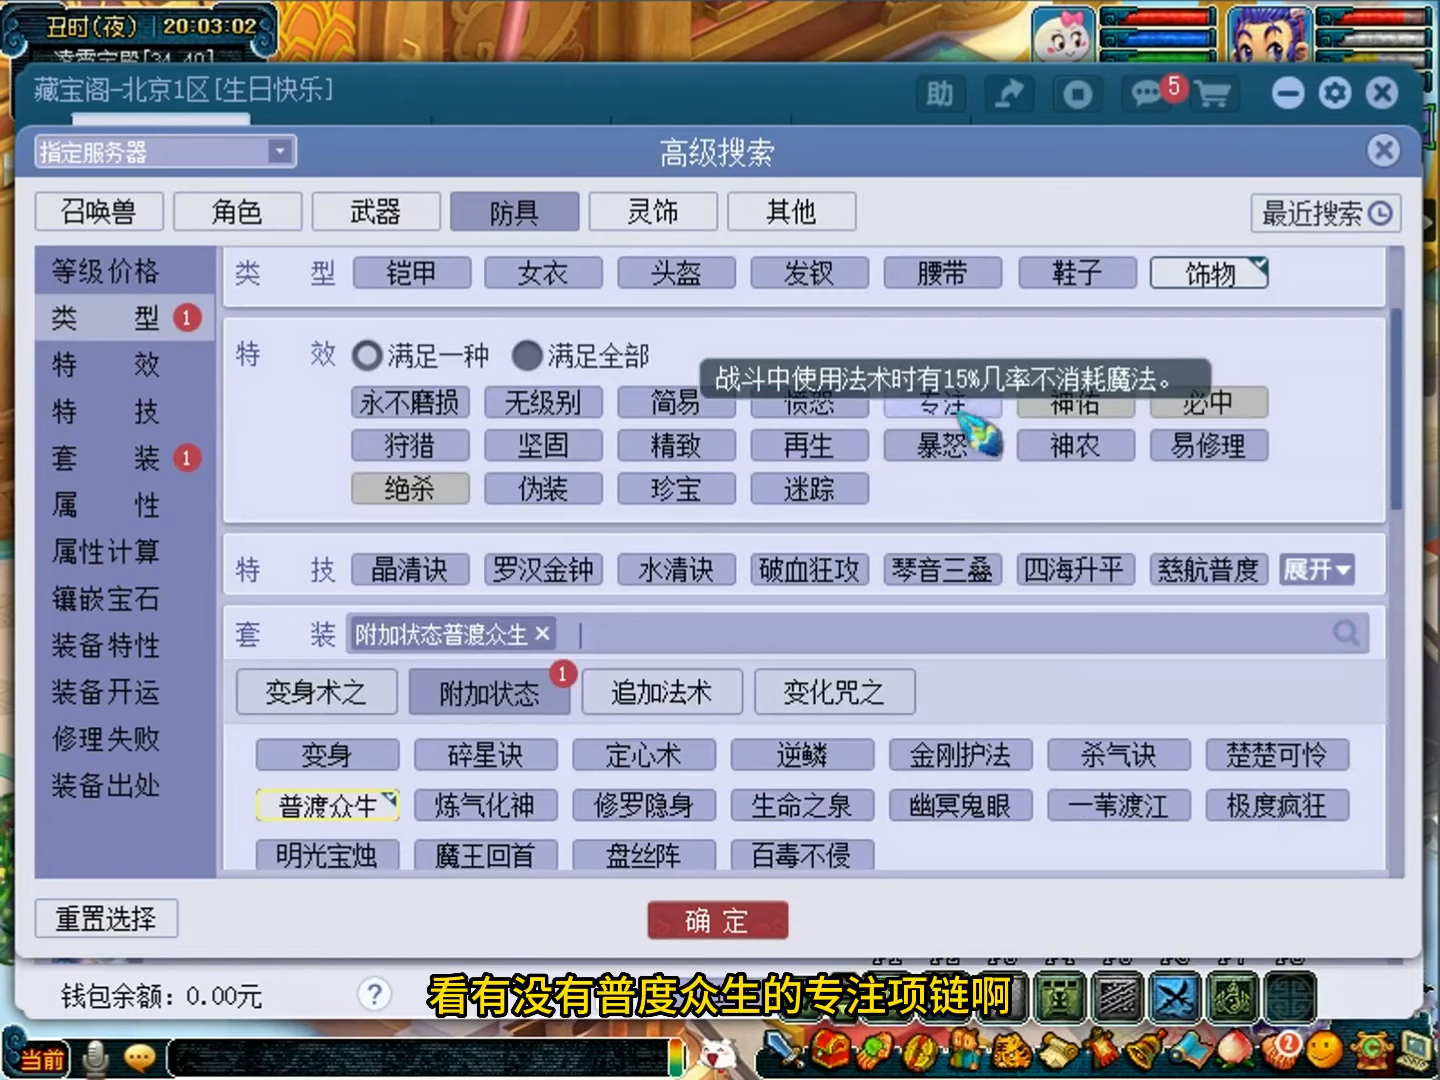 丑时(夜) 20:03:02
凌霄宝殿[34,40]
藏宝阁-北京1区[生日快乐]
助
5
指定服务器
高级搜索
召唤兽 角色 武器 防具 灵饰 其他
最近搜索
等级价格
类型 1
特效
特技
套装 1
属性
属性计算
镶嵌宝石
装备特性
装备开运
修理失败
装备出处
类型 铠甲 女衣 头盔 发钗 腰带 鞋子 饰物
特效 满足一种 满足全部
战斗中使用法术时有15%几率不消耗魔法。
永不磨损 无级别 简易 愤怒 专注 神佑 必中
狩猎 坚固 精致 再生 暴怒 神农 易修理
绝杀 伪装 珍宝 迷踪
特技 晶清诀 罗汉金钟 水清诀 破血狂攻 琴音三叠 四海升平 慈航普度 展开
套装 附加状态普渡众生 ×
变身术之 附加状态 1 追加法术 变化咒之
变身 碎星诀 定心术 逆鳞 金刚护法 杀气诀 楚楚可怜
普渡众生 炼气化神 修罗隐身 生命之泉 幽冥鬼眼 一苇渡江 极度疯狂
明光宝烛 魔王回首 盘丝阵 百毒不侵
重置选择
确定
钱包余额：0.00元
?
看有没有普度众生的专注项链啊
当前
2